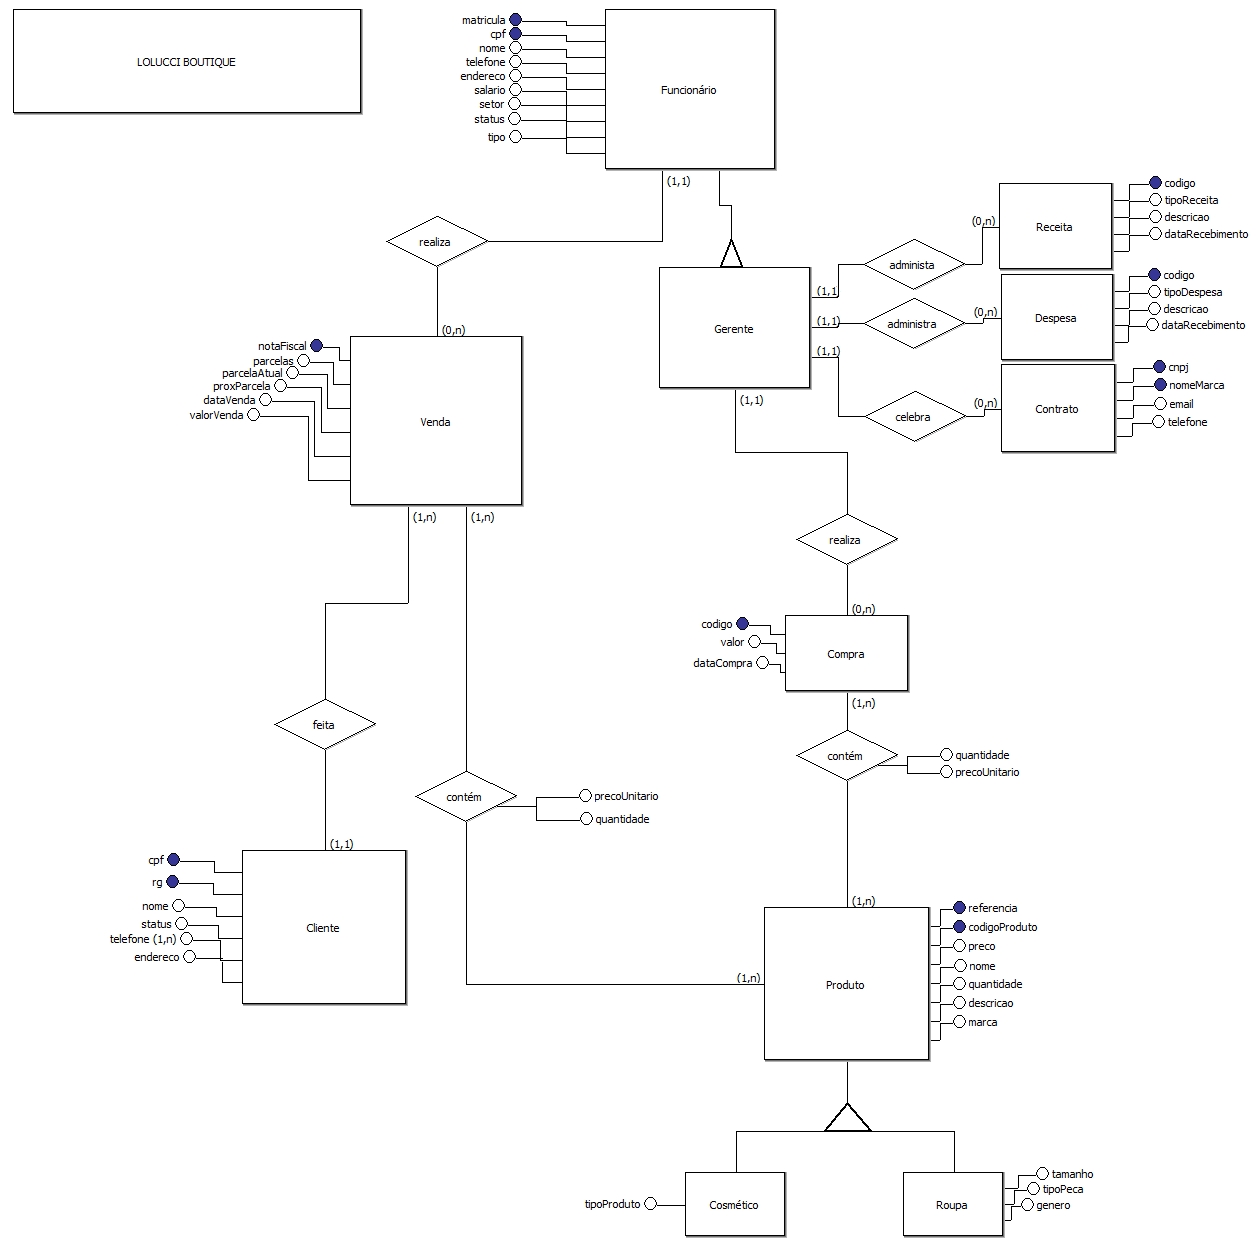 LOLUCCI BOUTIQUE
matricula
cpf
nome
telefone
endereco
salario
setor
status
tipo
Funcionário
(1,1)
realiza
(0,n)
Gerente
(1,1)
administa
(0,n)
Receita
codigo
tipoReceita
descricao
dataRecebimento
(1,1)
administra
(0,n)
Despesa
codigo
tipoDespesa
descricao
dataRecebimento
(1,1)
celebra
(0,n)
Contrato
cnpj
nomeMarca
email
telefone
(1,1)
notaFiscal
parcelas
parcelaAtual
proxParcela
dataVenda
valorVenda
Venda
(1,n)
(1,n)
realiza
(0,n)
codigo
valor
dataCompra
Compra
(1,n)
contém
quantidade
precoUnitario
feita
contém
precoUnitario
quantidade
(1,1)
cpf
rg
nome
status
telefone (1,n)
endereco
Cliente
(1,n)
(1,n)
Produto
referencia
codigoProduto
preco
nome
quantidade
descricao
marca
tipoProduto
Cosmético
Roupa
tamanho
tipoPeca
genero